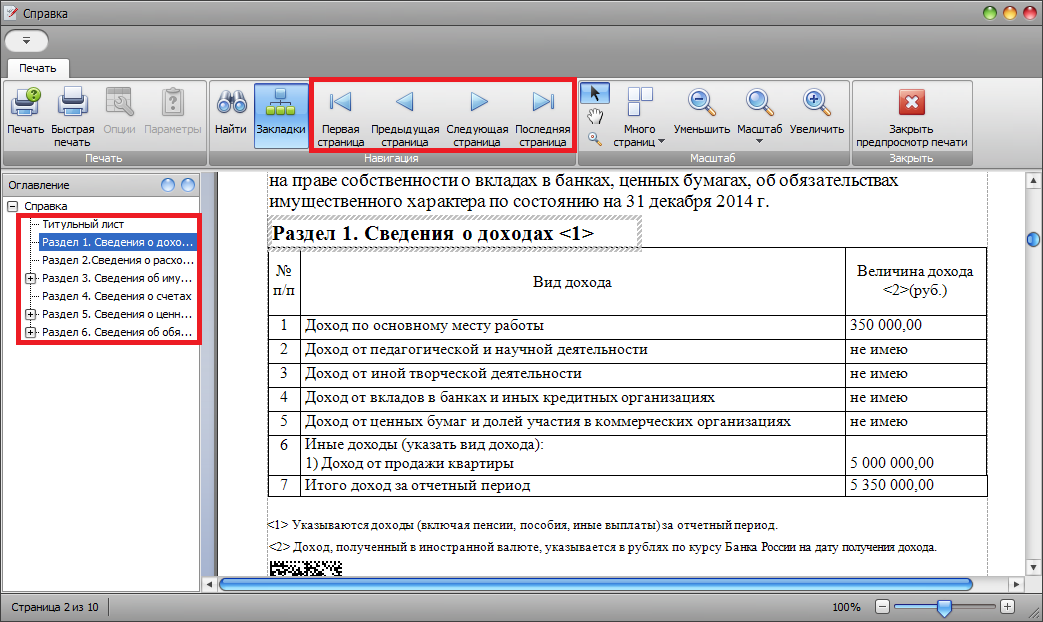 Справка
Печать
Печать
Быстрая печать
Опции
Параметры
Печать
Найти
Закладки
Первая страница
Предыдущая страница
Следующая страница
Последняя страница
Навигация
Много страниц
Уменьшить
Масштаб
Увеличить
Масштаб
Закрыть предпросмотр печати
Закрыть
Оглавление
Справка
Титульный лист
Раздел 1. Сведения о дохо...
Раздел 2.Сведения о расхо...
Раздел 3. Сведения об иму...
Раздел 4. Сведения о счетах
Раздел 5. Сведения о ценн...
Раздел 6. Сведения об обя...
на праве собственности о вкладах в банках, ценных бумагах, об обязательствах
имущественного характера по состоянию на 31 декабря 2014 г.
Раздел 1. Сведения о доходах <1>
№ п/п Вид дохода Величина дохода <2>(руб.)
1 Доход по основному месту работы 350 000,00
2 Доход от педагогической и научной деятельности не имею
3 Доход от иной творческой деятельности не имею
4 Доход от вкладов в банках и иных кредитных организациях не имею
5 Доход от ценных бумаг и долей участия в коммерческих организациях не имею
6 Иные доходы (указать вид дохода):
1) Доход от продажи квартиры 5 000 000,00
7 Итого доход за отчетный период 5 350 000,00
<1> Указываются доходы (включая пенсии, пособия, иные выплаты) за отчетный период.
<2> Доход, полученный в иностранной валюте, указывается в рублях по курсу Банка России на дату получения дохода.
Страница 2 из 10
100%